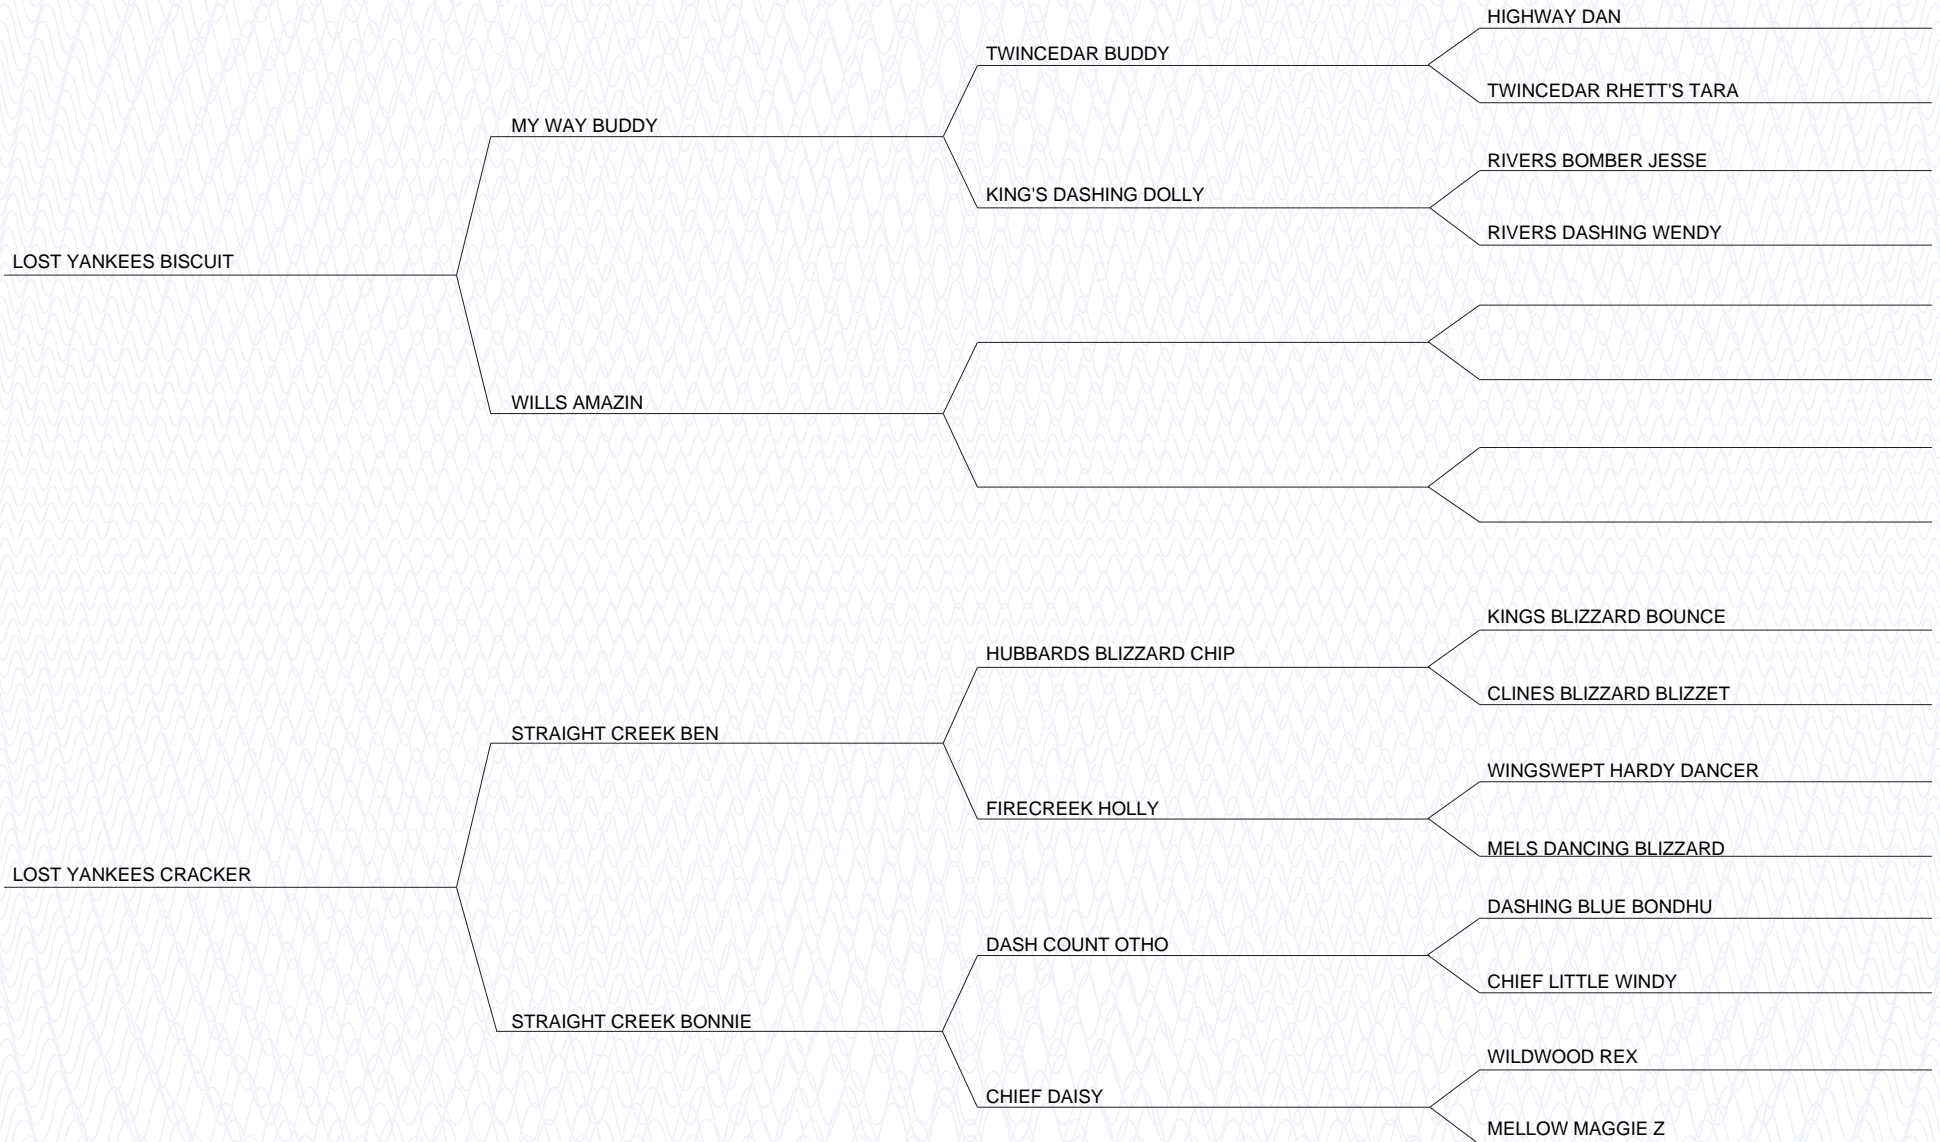 HIGHWAY DAN
TWINCEDAR BUDDY
TWINCEDAR RHETT'S TARA
MY WAY BUDDY
RIVERS BOMBER JESSE
KING'S DASHING DOLLY
RIVERS DASHING WENDY
LOST YANKEES BISCUIT
WILLS AMAZIN
KINGS BLIZZARD BOUNCE
HUBBARDS BLIZZARD CHIP
CLINES BLIZZARD BLIZZET
STRAIGHT CREEK BEN
WINGSWEPT HARDY DANCER
FIRECREEK HOLLY
MELS DANCING BLIZZARD
LOST YANKEES CRACKER
DASHING BLUE BONDHU
DASH COUNT OTHO
CHIEF LITTLE WINDY
STRAIGHT CREEK BONNIE
WILDWOOD REX
CHIEF DAISY
MELLOW MAGGIE Z